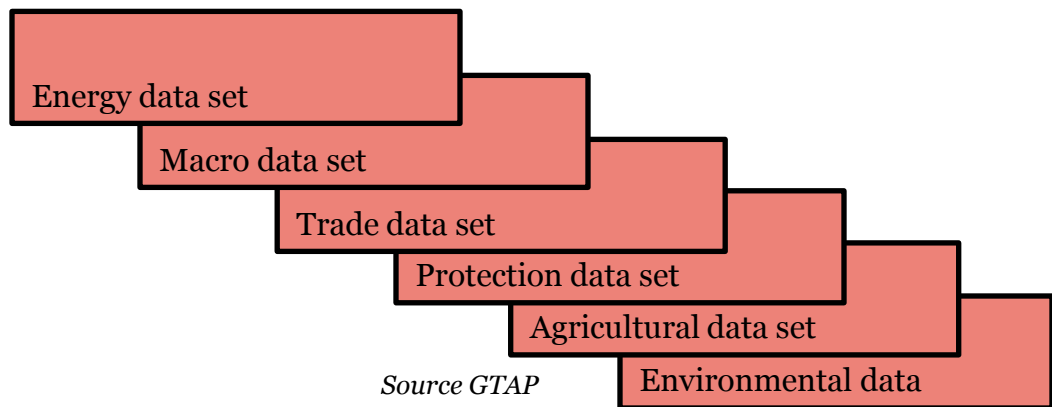 Energy data set
Macro data set
Trade data set
Protection data set
Agricultural data set
Source GTAP
Environmental data